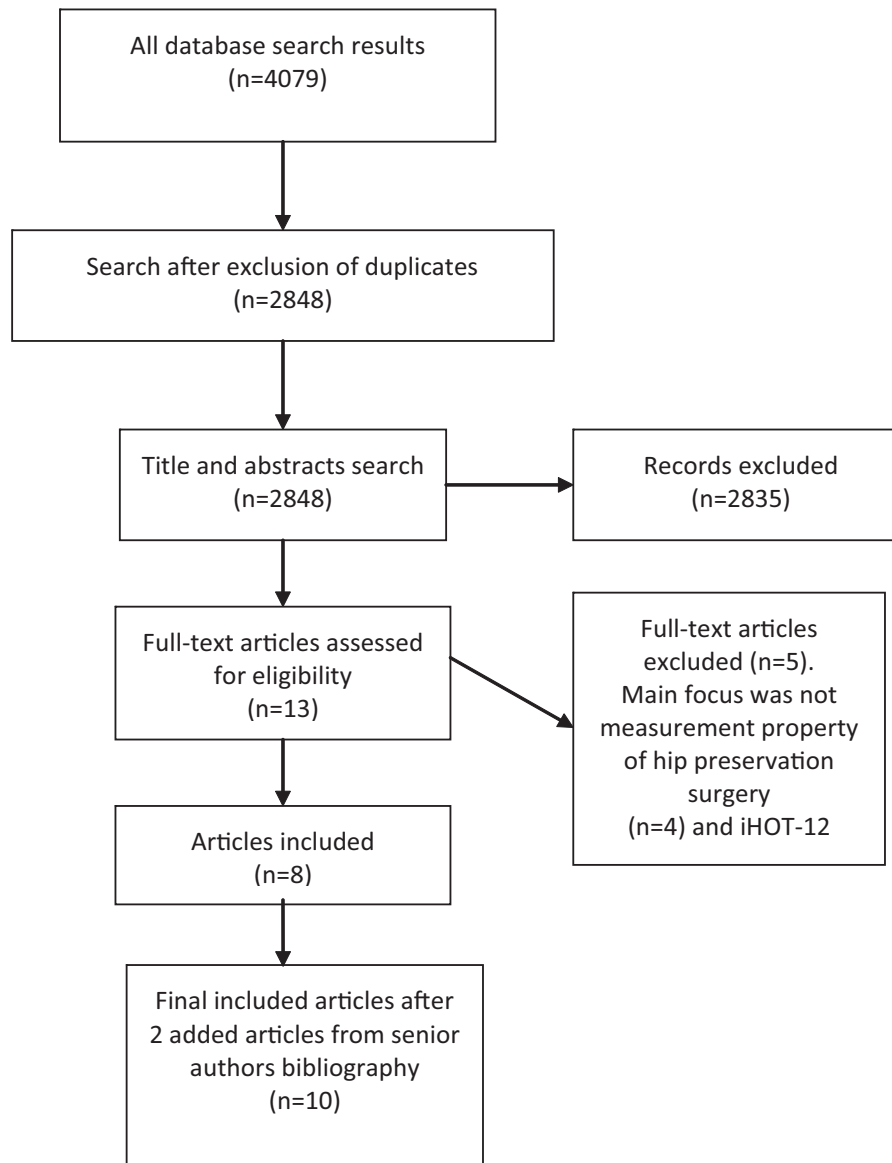 All database search results
(n=4079)
Search after exclusion of duplicates
(n=2848)
Title and abstracts search
(n=2848)
Records excluded
(n=2835)
Full-text articles assessed
for eligibility
(n=13)
Full-text articles
excluded (n=5).
Main focus was not
measurement property
of hip preservation
surgery
(n=4) and iHOT-12
Articles included
(n=8)
Final included articles after
2 added articles from senior
authors bibliography
(n=10)